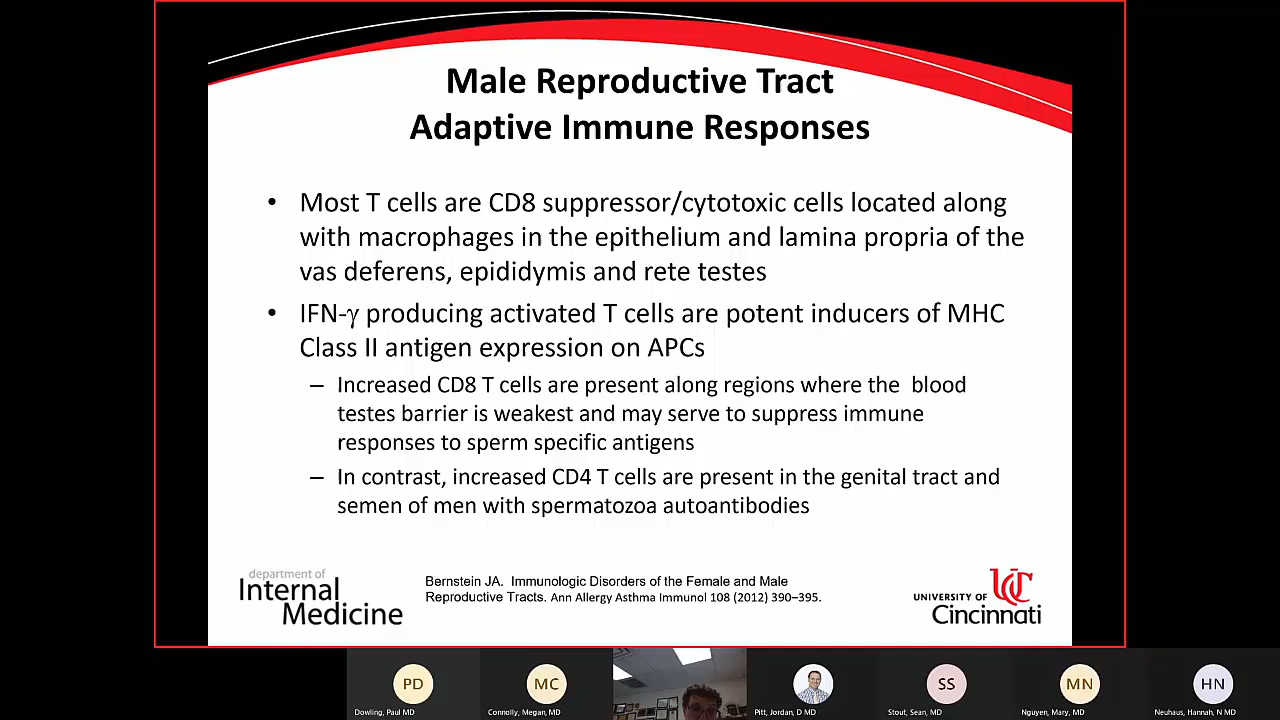 Male Reproductive Tract
Adaptive Immune Responses
• Most T cells are CD8 suppressor/cytotoxic cells located along
with macrophages in the epithelium and lamina propria of the
vas deferens, epididymis and rete testes
• IFN-γ producing activated T cells are potent inducers of MHC
Class II antigen expression on APCs
– Increased CD8 T cells are present along regions where the blood
testes barrier is weakest and may serve to suppress immune
responses to sperm specific antigens
– In contrast, increased CD4 T cells are present in the genital tract and
semen of men with spermatozoa autoantibodies
department of
Internal
Medicine
Bernstein JA. Immunologic Disorders of the Female and Male
Reproductive Tracts. Ann Allergy Asthma Immunol 108 (2012) 390–395.
UC
UNIVERSITY OF
Cincinnati
PD
MC
SS
MN
HN
Dowling, Paul MD
Connolly, Megan, MD
Pitt, Jordan, D MD
Stout, Sean, MD
Nguyen, Mary, MD
Neuhaus, Hannah, N MD